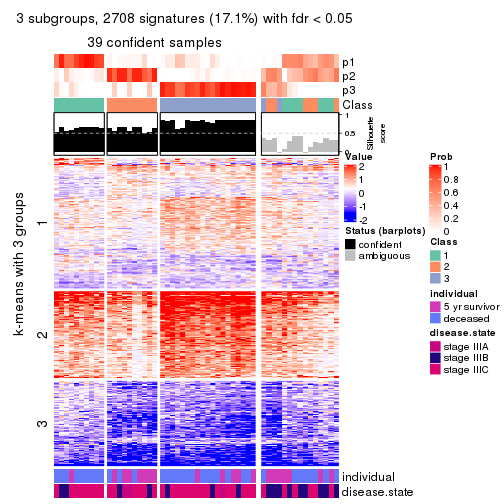 3 subgroups, 2708 signatures (17.1%) with fdr < 0.05
39 confident samples
p1
p2
p3
Class
1
0.5
0
Silhouette
score
k-means with 3 groups
1
2
3
individual
disease.state
Value
2
1
0
-1
-2
Status (barplots)
confident
ambiguous
Prob
1
0.8
0.6
0.4
0.2
0
Class
1
2
3
individual
5 yr survivor
deceased
disease.state
stage IIIA
stage IIIB
stage IIIC